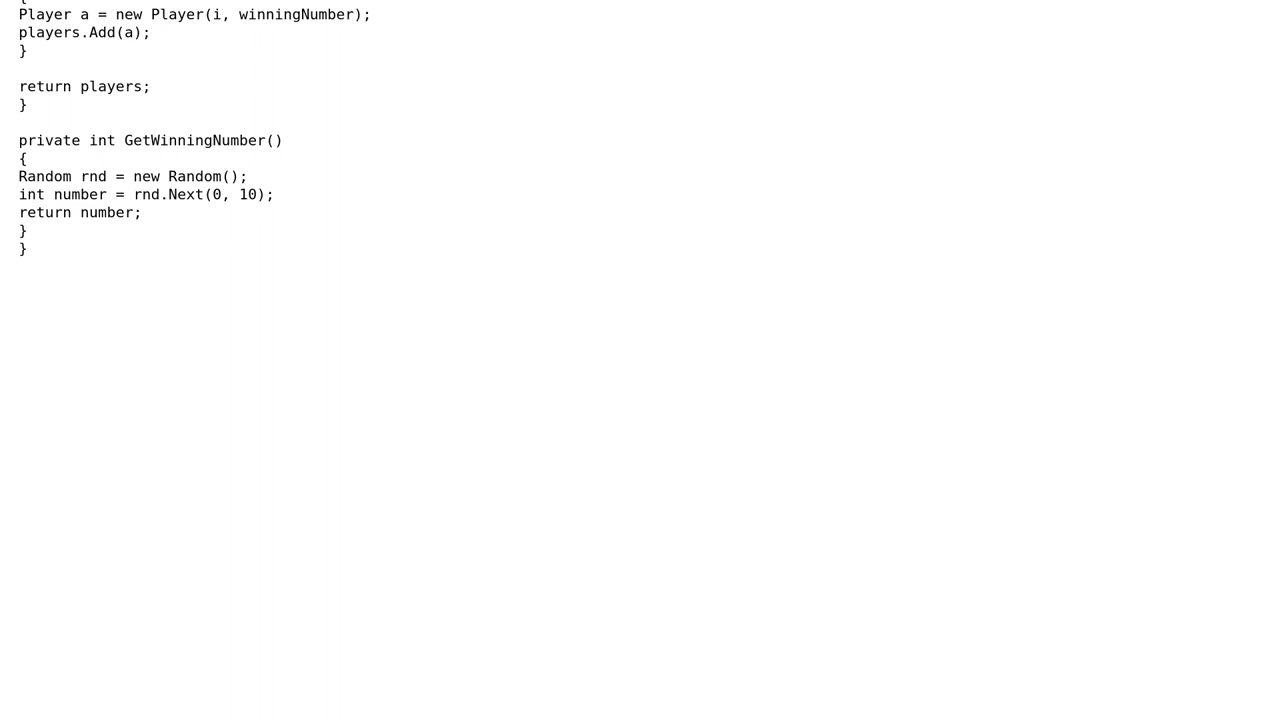 {
Player a = new Player(i, winningNumber);
players.Add(a);
}

return players;
}

private int GetWinningNumber()
{
Random rnd = new Random();
int number = rnd.Next(0, 10);
return number;
}
}